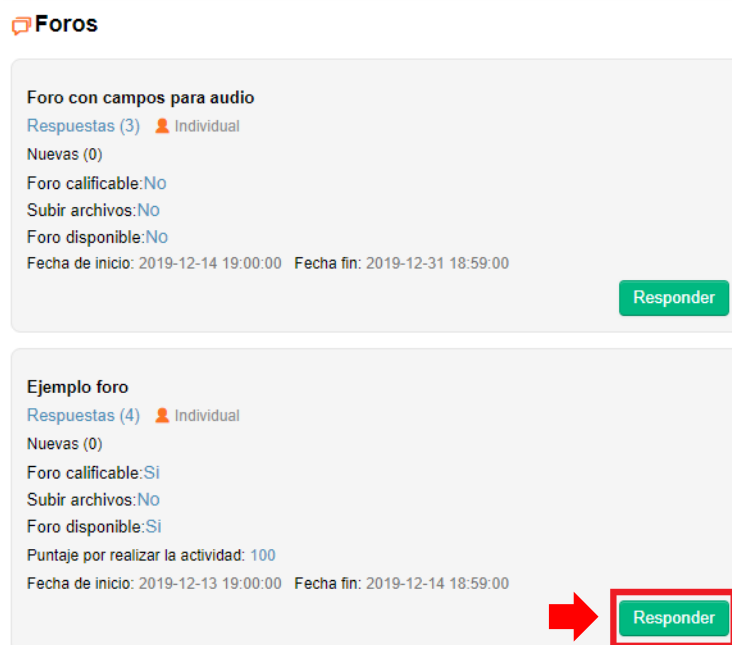 Foros
Foro con campos para audio
Respuestas (3) Individual
Nuevas (0)
Foro calificable:No
Subir archivos:No
Foro disponible:No
Fecha de inicio: 2019-12-14 19:00:00 Fecha fin: 2019-12-31 18:59:00
Responder
Ejemplo foro
Respuestas (4) Individual
Nuevas (0)
Foro calificable:Si
Subir archivos:No
Foro disponible:Si
Puntaje por realizar la actividad: 100
Fecha de inicio: 2019-12-13 19:00:00 Fecha fin: 2019-12-14 18:59:00
Responder